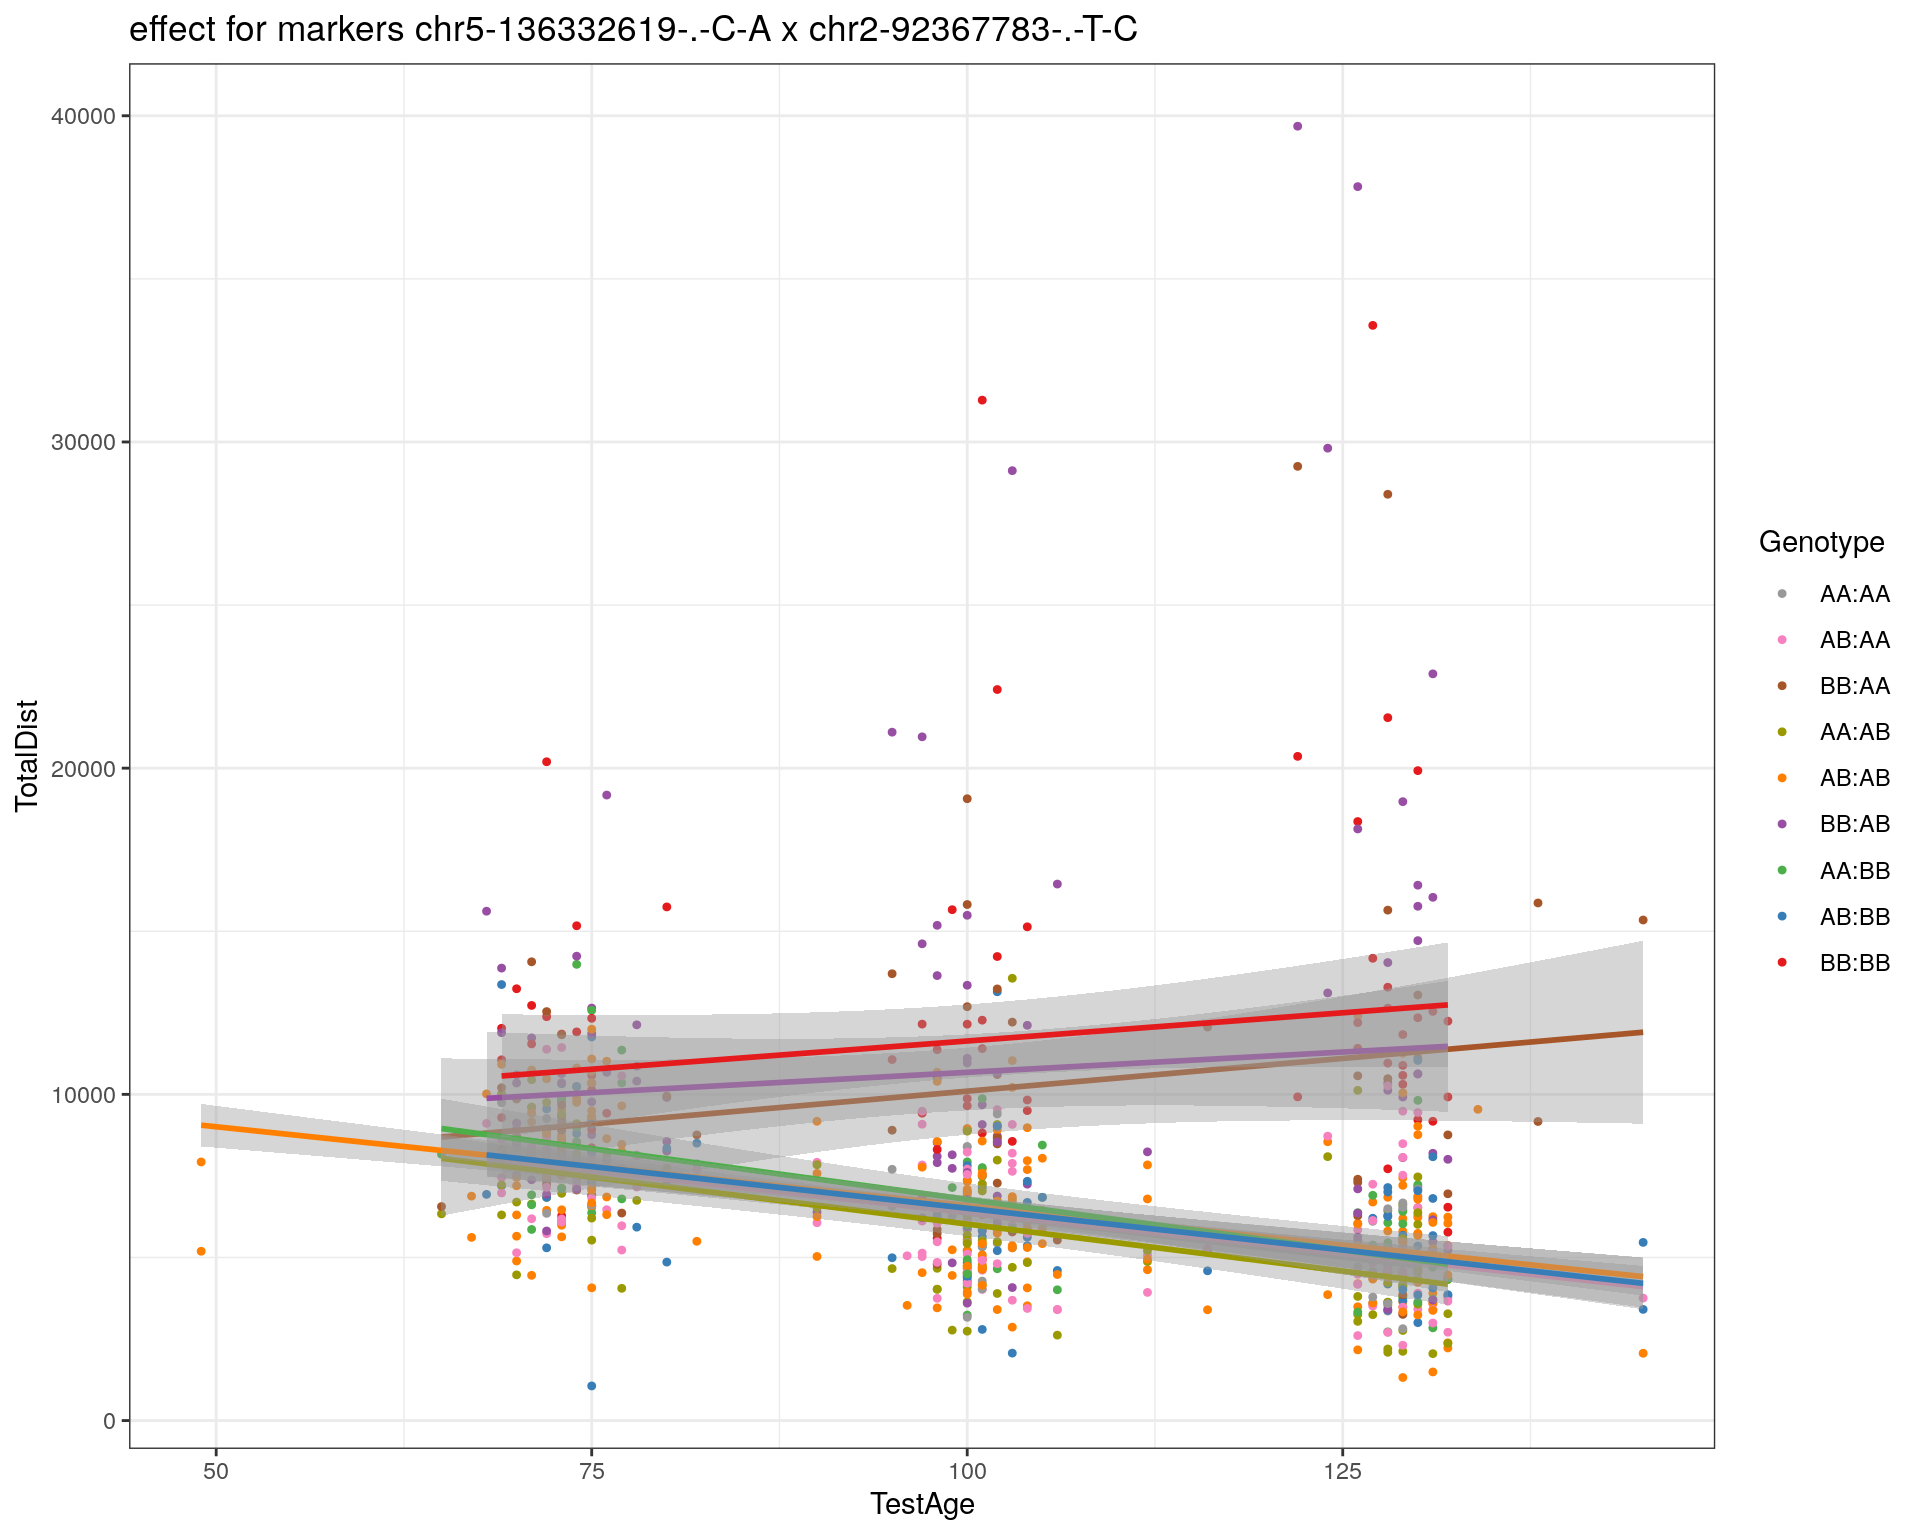 effect for markers chr5-136332619-.-C-A x chr2-92367783-.-T-C
40000
30000
20000
10000
0
TotalDist
50
75
100
125
TestAge
Genotype
AA:AA
AB:AA
BB:AA
AA:AB
AB:AB
BB:AB
AA:BB
AB:BB
BB:BB